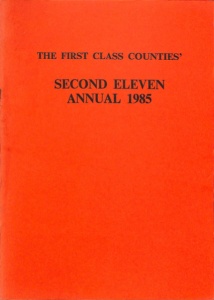 THE FIRST CLASS COUNTIES'
SECOND ELEVEN
ANNUAL 1985